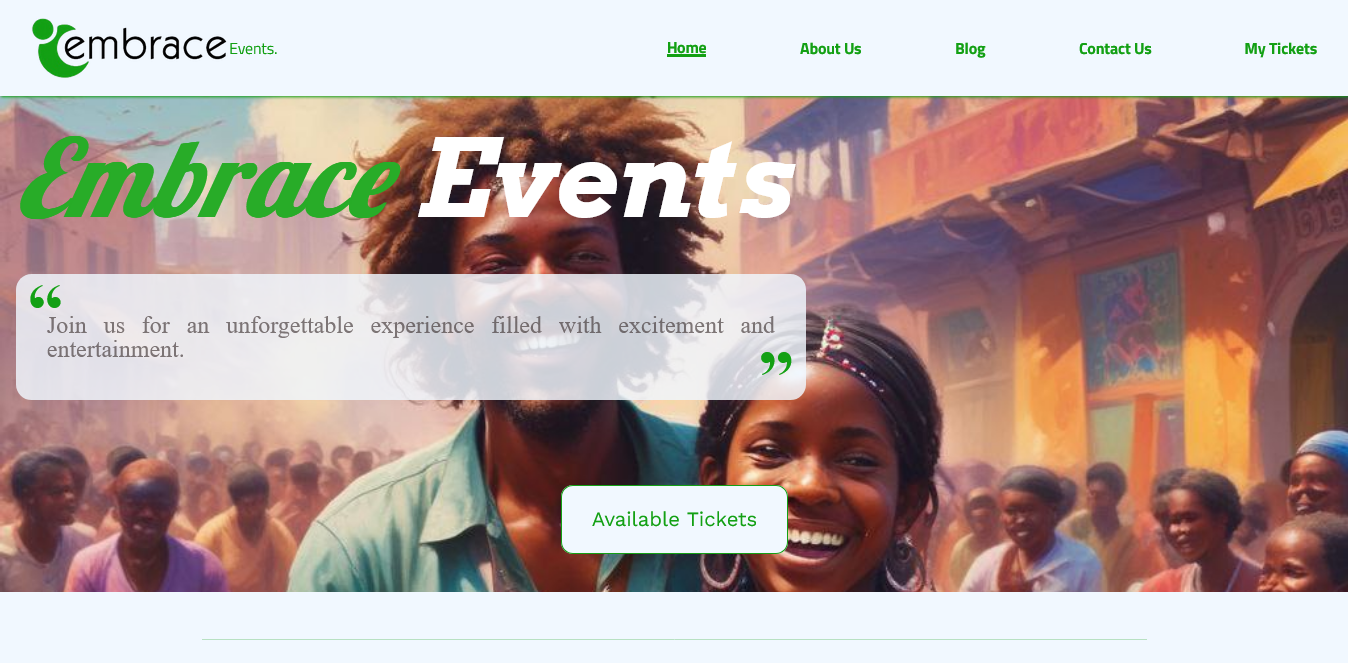 embrace Events.
Home About Us Blog Contact Us My Tickets
Embrace Events
“
Join us for an unforgettable experience filled with excitement and
entertainment.
”
Available Tickets